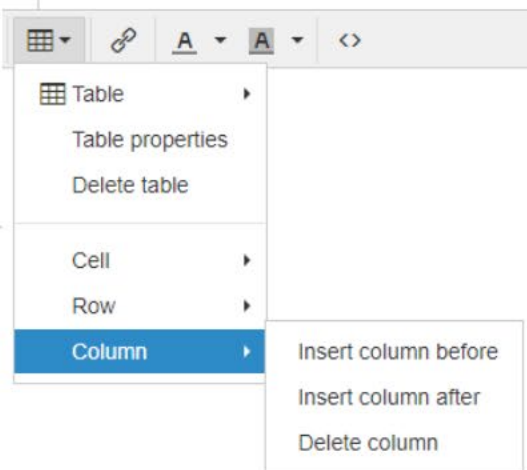 A A <>
Table
Table properties
Delete table
Cell
Row
Column
Insert column before
Insert column after
Delete column